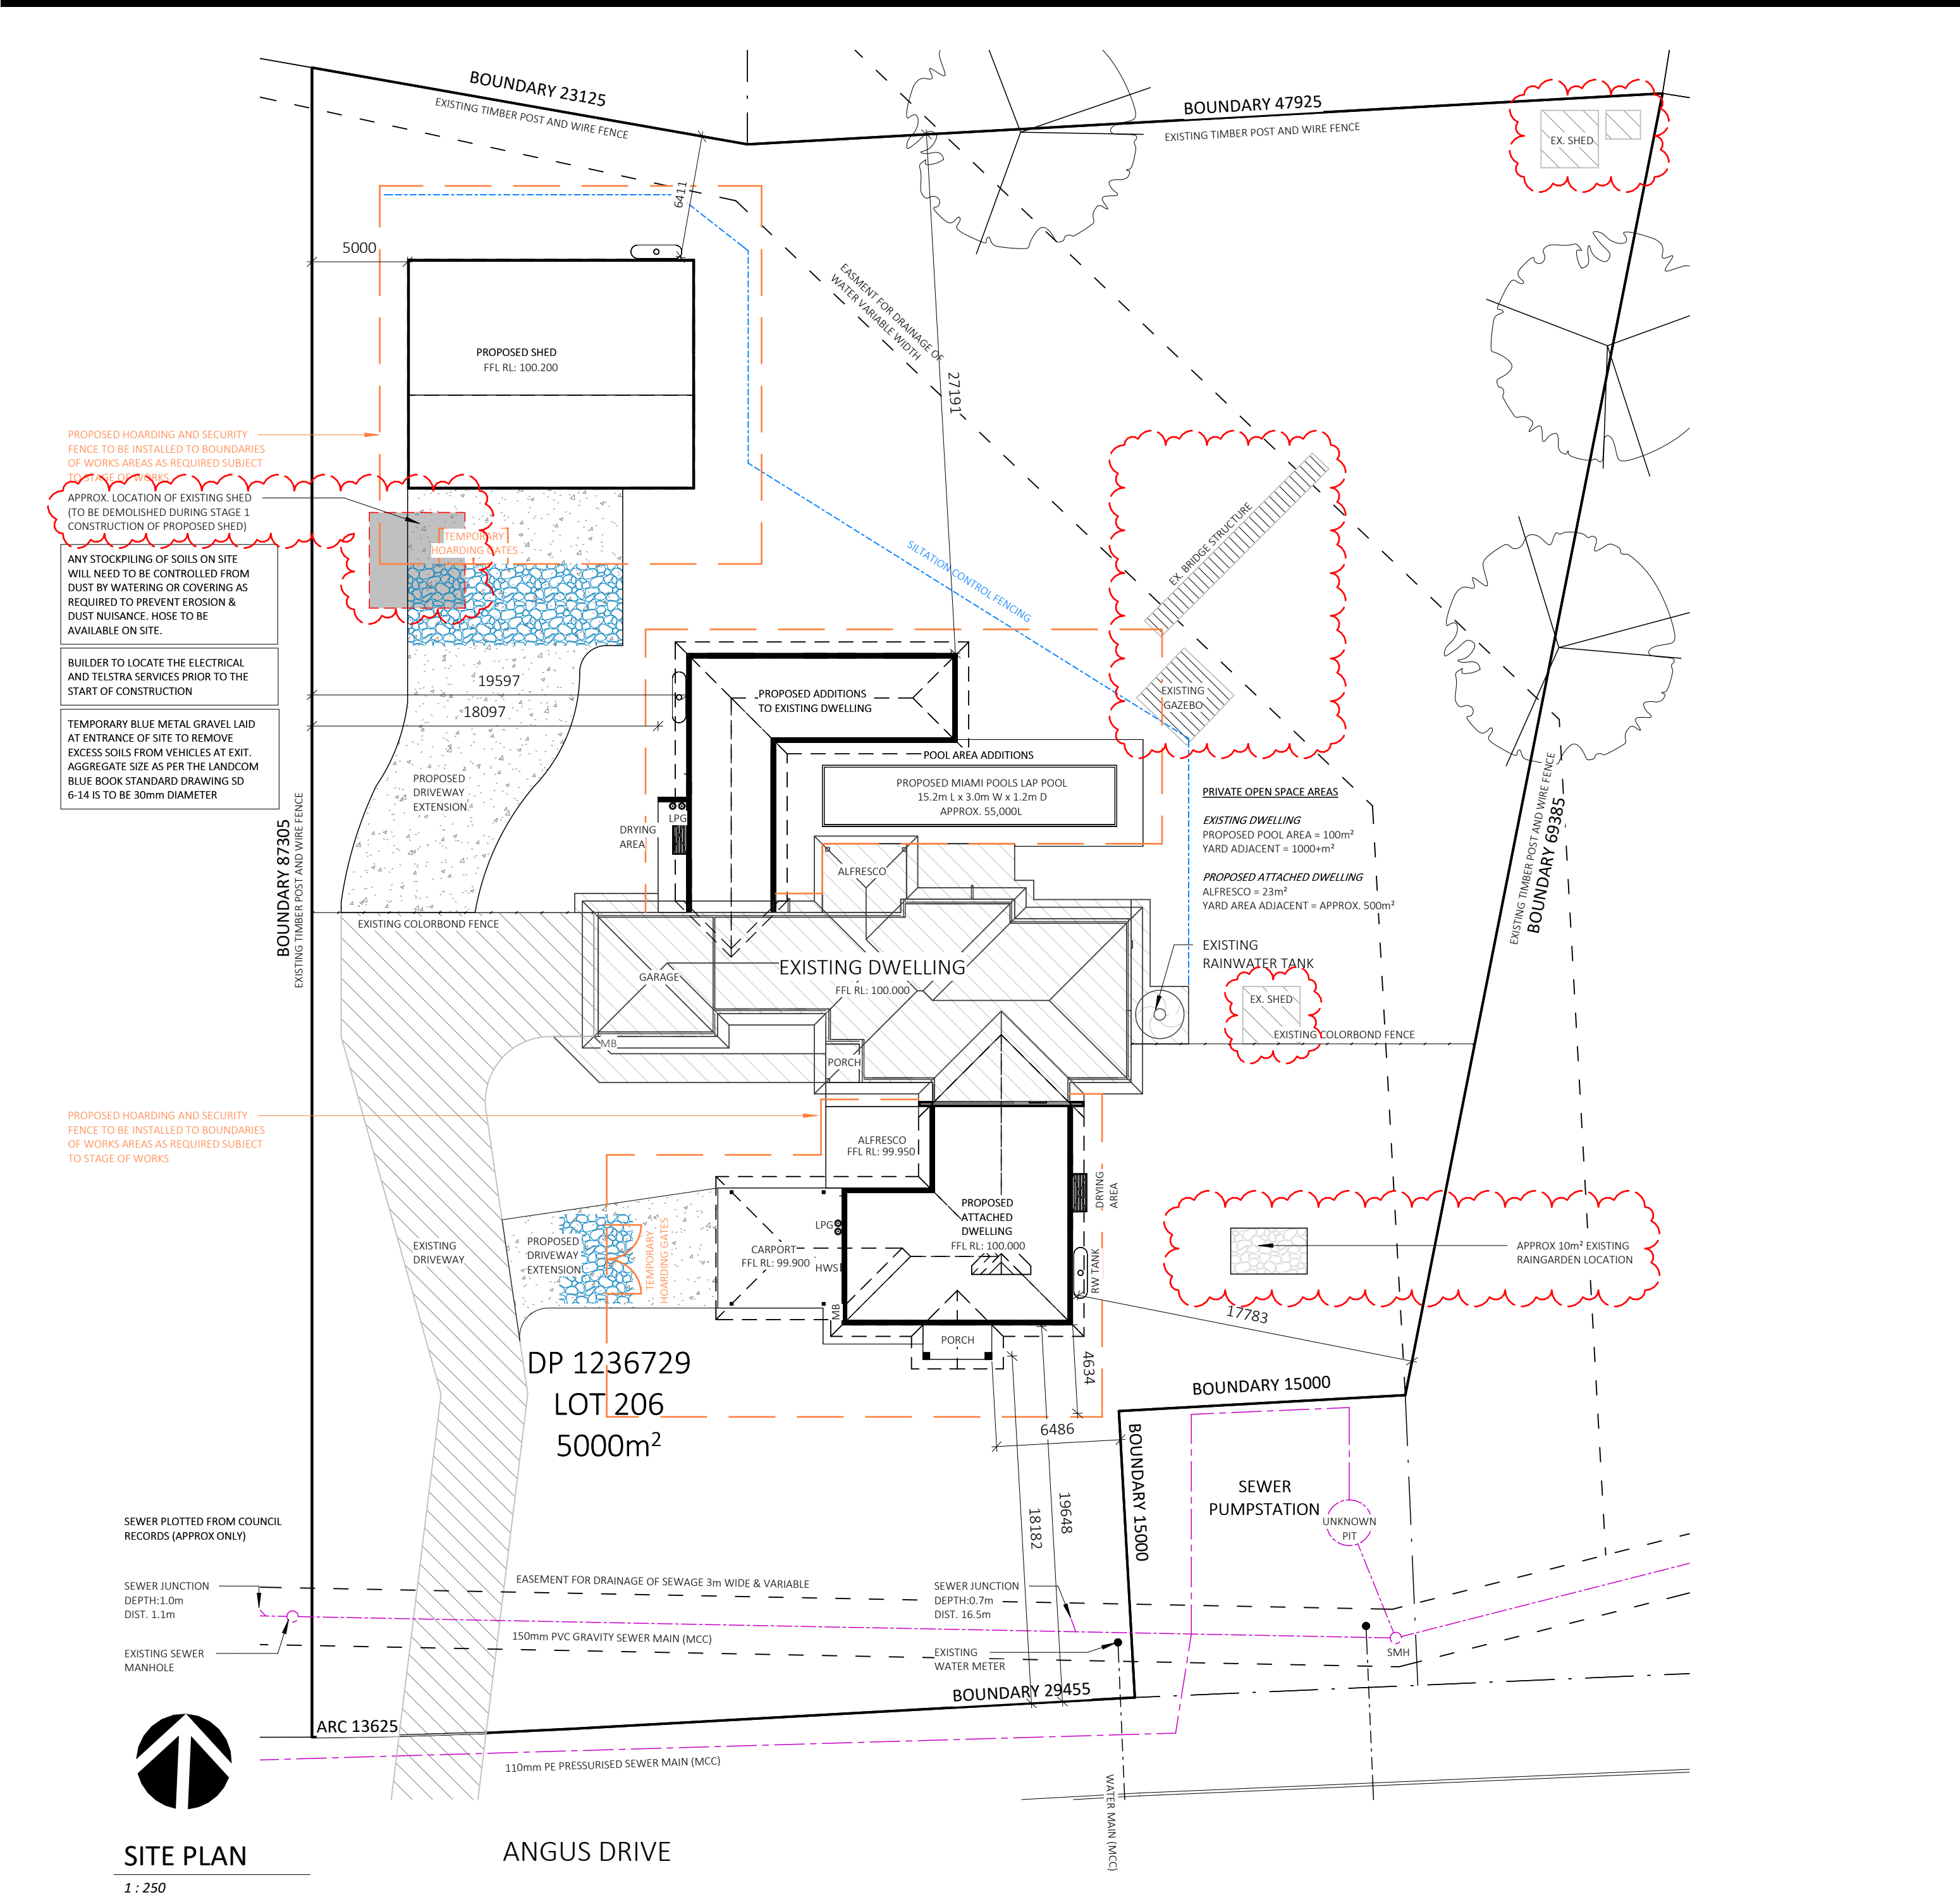 BOUNDARY 23125
EXISTING TIMBER POST AND WIRE FENCE
BOUNDARY 47925
EXISTING TIMBER POST AND WIRE FENCE
EX. SHED
6411
5000
EASMENT FOR DRAINAGE OF
WATER VARIABLE WIDTH
27191
PROPOSED SHED
FFL RL: 100.200
PROPOSED HOARDING AND SECURITY
FENCE TO BE INSTALLED TO BOUNDARIES
OF WORKS AREAS AS REQUIRED SUBJECT
TO STAGE OF WORKS
APPROX. LOCATION OF EXISTING SHED
(TO BE DEMOLISHED DURING STAGE 1
CONSTRUCTION OF PROPOSED SHED)
TEMPORARY
HOARDING GATES
ANY STOCKPILING OF SOILS ON SITE
WILL NEED TO BE CONTROLLED FROM
DUST BY WATERING OR COVERING AS
REQUIRED TO PREVENT EROSION &
DUST NUISANCE. HOSE TO BE
AVAILABLE ON SITE.
BUILDER TO LOCATE THE ELECTRICAL
AND TELSTRA SERVICES PRIOR TO THE
START OF CONSTRUCTION
TEMPORARY BLUE METAL GRAVEL LAID
AT ENTRANCE OF SITE TO REMOVE
EXCESS SOILS FROM VEHICLES AT EXIT.
AGGREGATE SIZE AS PER THE LANDCOM
BLUE BOOK STANDARD DRAWING SD
6-14 IS TO BE 30mm DIAMETER
SILTATION CONTROL FENCING
EX. BRIDGE STRUCTURE
EXISTING
GAZEBO
19597
18097
PROPOSED ADDITIONS
TO EXISTING DWELLING
POOL AREA ADDITIONS
PROPOSED MIAMI POOLS LAP POOL
15.2m L x 3.0m W x 1.2m D
APPROX. 55,000L
PROPOSED
DRIVEWAY
EXTENSION
LPG
DRYING
AREA
ALFRESCO
PRIVATE OPEN SPACE AREAS
EXISTING DWELLING
PROPOSED POOL AREA = 100m²
YARD ADJACENT = 1000+m²
PROPOSED ATTACHED DWELLING
ALFRESCO = 23m²
YARD AREA ADJACENT = APPROX. 500m²
BOUNDARY 87305
EXISTING TIMBER POST AND WIRE FENCE
EXISTING TIMBER POST AND WIRE FENCE
BOUNDARY 69385
EXISTING COLORBOND FENCE
EXISTING
RAINWATER TANK
GARAGE
EXISTING DWELLING
FFL RL: 100.000
EX. SHED
EXISTING COLORBOND FENCE
MB
PORCH
PROPOSED HOARDING AND SECURITY
FENCE TO BE INSTALLED TO BOUNDARIES
OF WORKS AREAS AS REQUIRED SUBJECT
TO STAGE OF WORKS
ALFRESCO
FFL RL: 99.950
DRYING
AREA
PROPOSED
ATTACHED
DWELLING
FFL RL: 100.000
EXISTING
DRIVEWAY
PROPOSED
DRIVEWAY
EXTENSION
TEMPORARY
HOARDING GATES
CARPORT
FFL RL: 99.900
LPG
HWS
MB
RW TANK
APPROX 10m² EXISTING
RAINGARDEN LOCATION
17783
PORCH
4634
DP 1236729
LOT 206
5000m²
BOUNDARY 15000
6486
BOUNDARY 15000
SEWER
PUMPSTATION
UNKNOWN
PIT
18182
19648
SEWER PLOTTED FROM COUNCIL
RECORDS (APPROX ONLY)
SEWER JUNCTION
DEPTH:1.0m
DIST. 1.1m
EASEMENT FOR DRAINAGE OF SEWAGE 3m WIDE & VARIABLE
SEWER JUNCTION
DEPTH:0.7m
DIST. 16.5m
150mm PVC GRAVITY SEWER MAIN (MCC)
EXISTING SEWER
MANHOLE
EXISTING
WATER METER
SMH
BOUNDARY 29455
ARC 13625
110mm PE PRESSURISED SEWER MAIN (MCC)
WATER MAIN (MCC)
SITE PLAN
1 : 250
ANGUS DRIVE